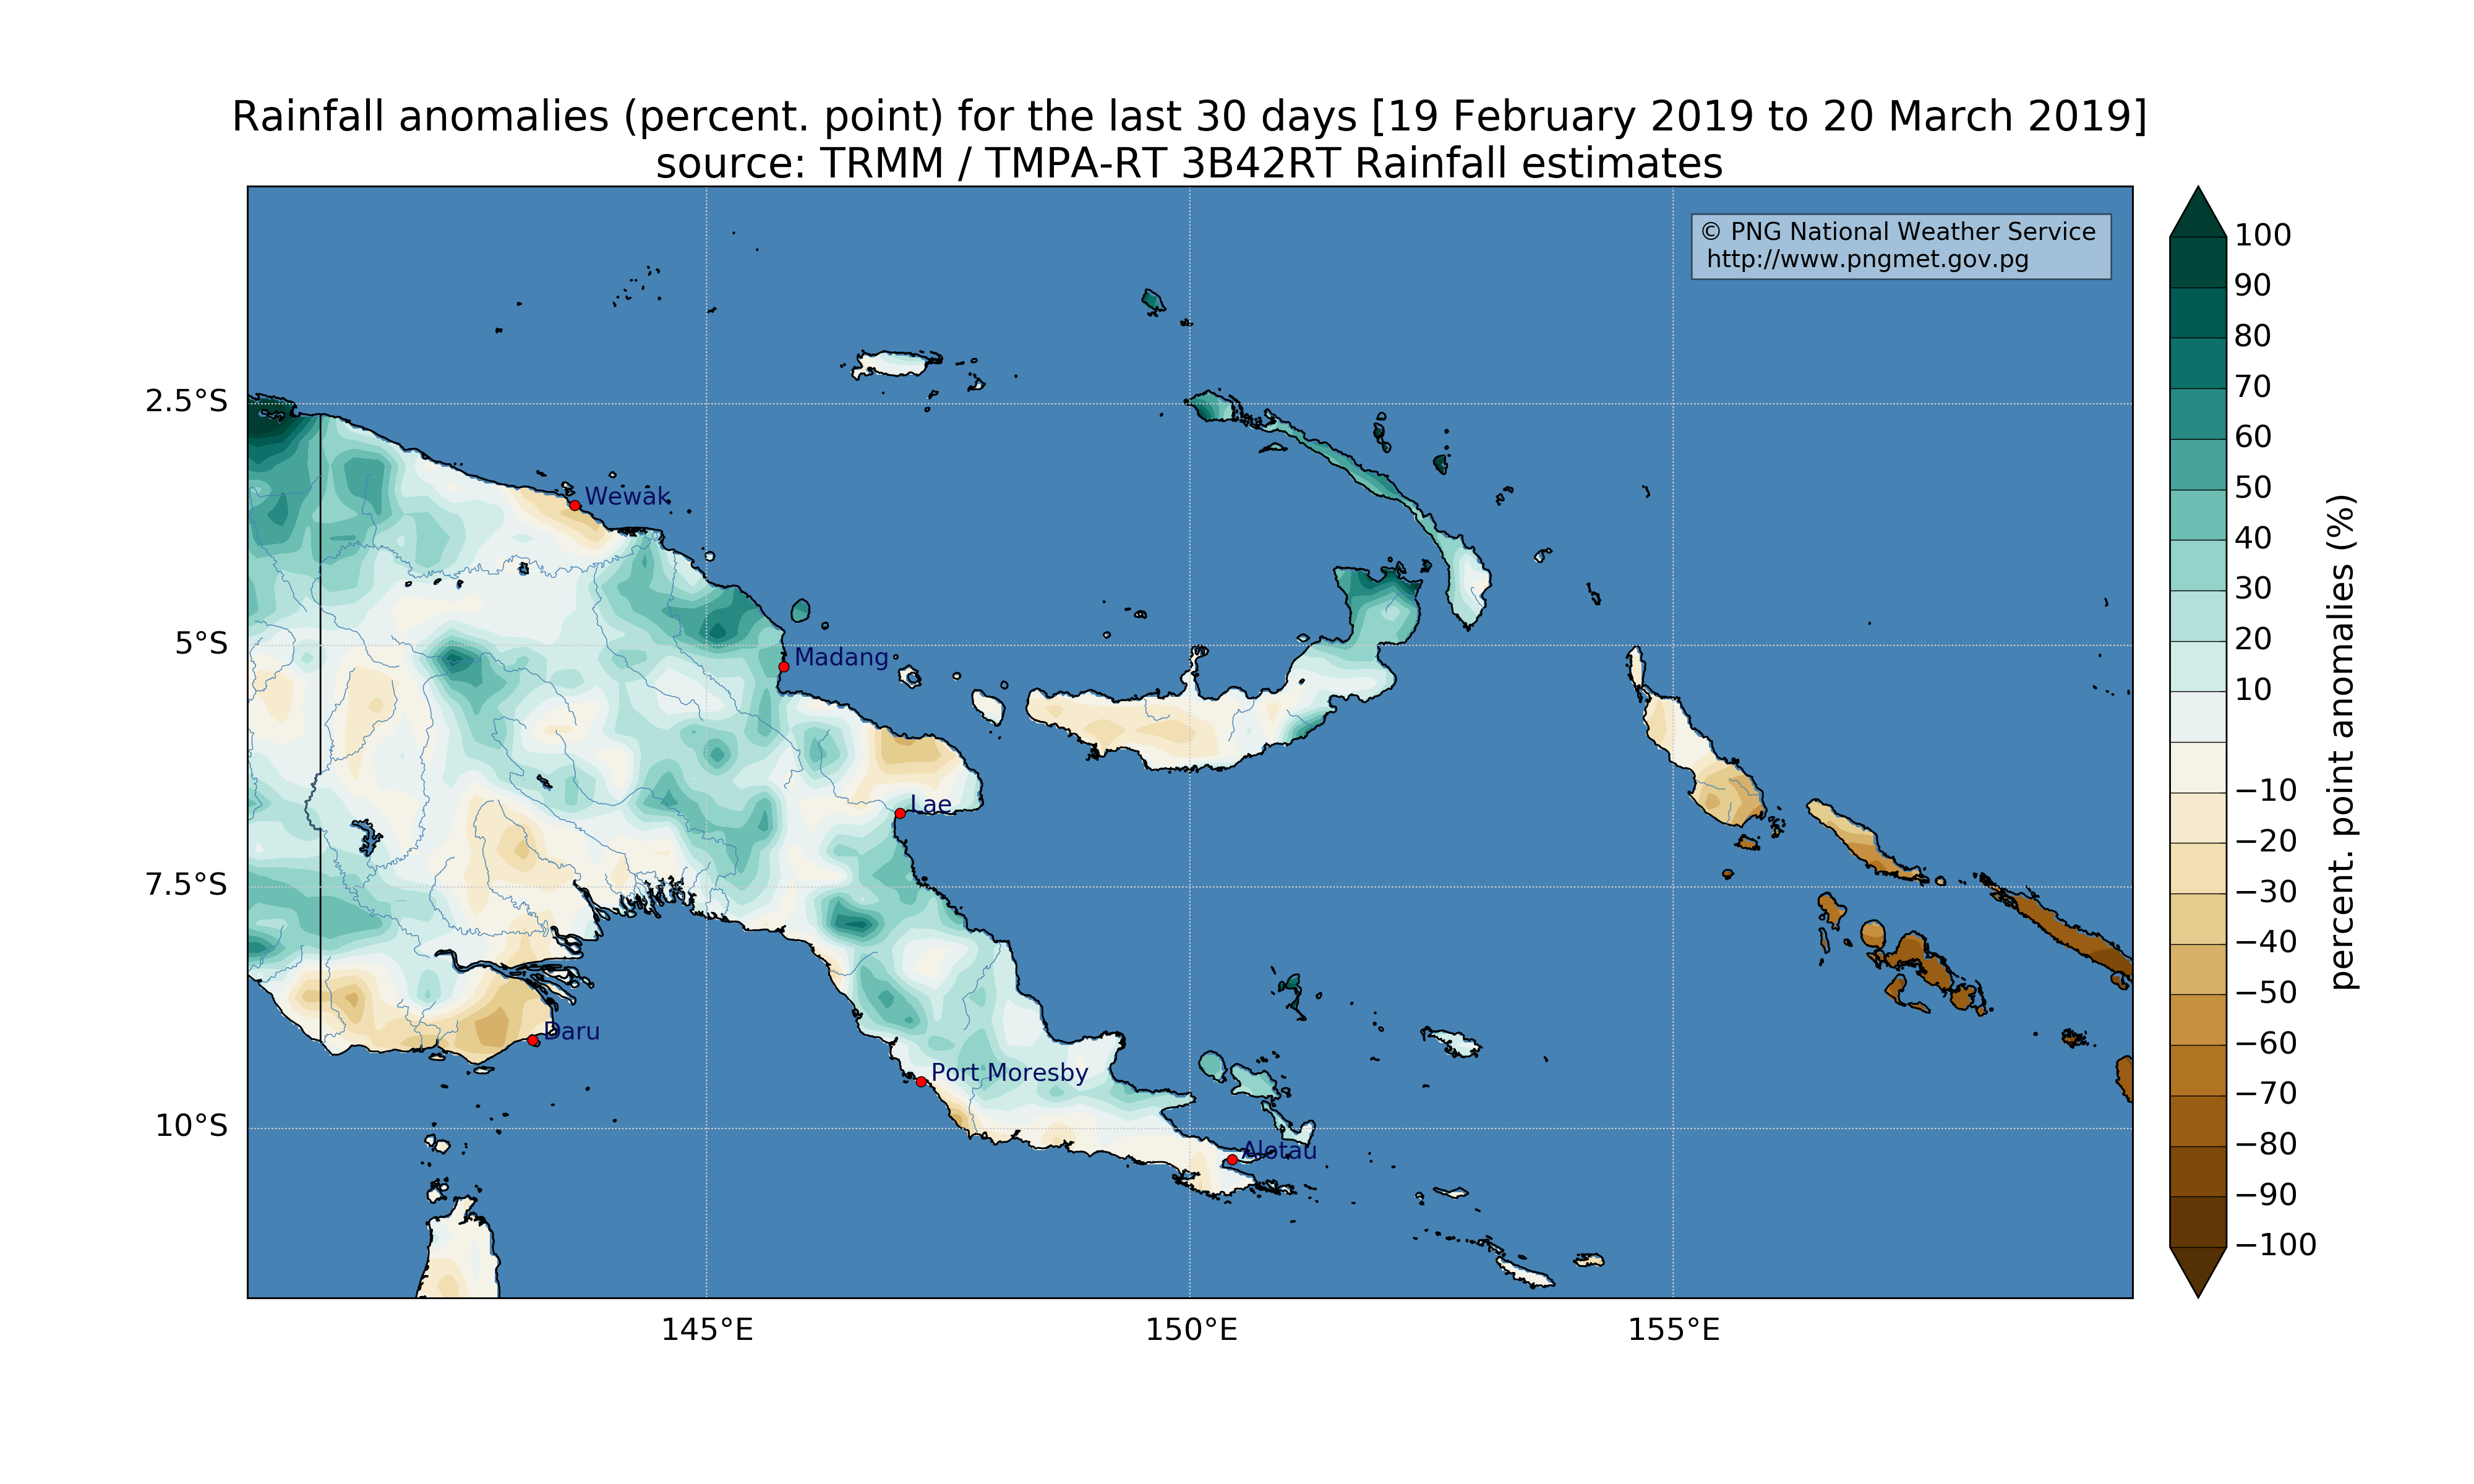 Rainfall anomalies (percent. point) for the last 30 days [19 February 2019 to 20 March 2019]
source: TRMM / TMPA-RT 3B42RT Rainfall estimates
© PNG National Weather Service
http://www.pngmet.gov.pg
2.5°S
5°S
7.5°S
10°S
Wewak
Madang
Lae
Daru
Port Moresby
Alotau
145°E
150°E
155°E
100
90
80
70
60
50
40
30
20
10
−10
−20
−30
−40
−50
−60
−70
−80
−90
−100
percent. point anomalies (%)